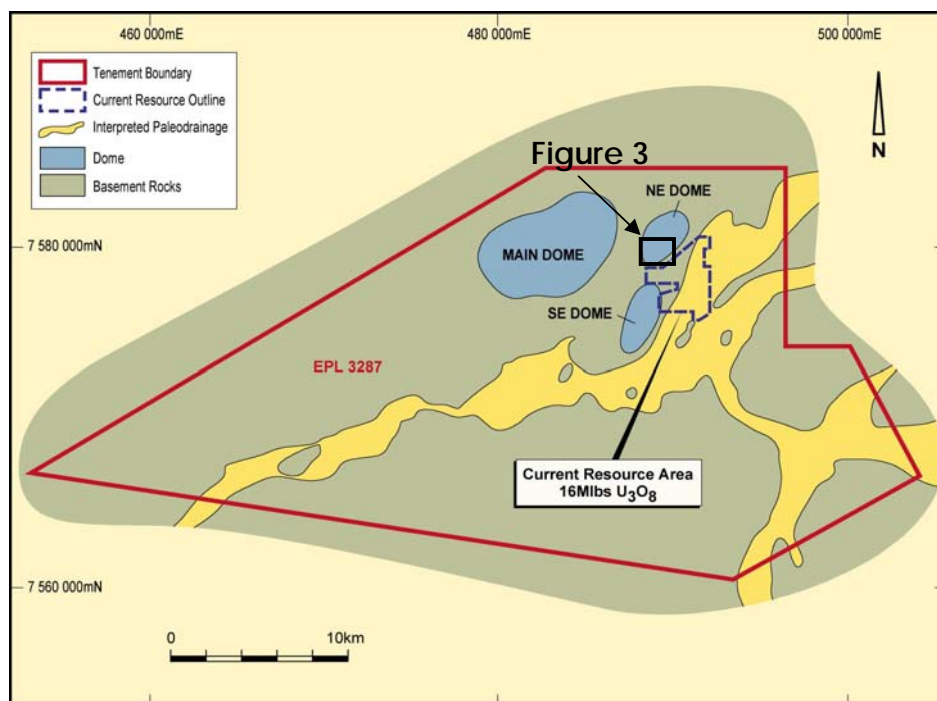 460 000mE
480 000mE
500 000mE
Tenement Boundary
Current Resource Outline
Interpreted Paleodrainage
Dome
Basement Rocks
N
Figure 3
NE DOME
7 580 000mN
MAIN DOME
SE DOME
EPL 3287
Current Resource Area
16Mlbs U₃O₈
7 560 000mN
0
10km